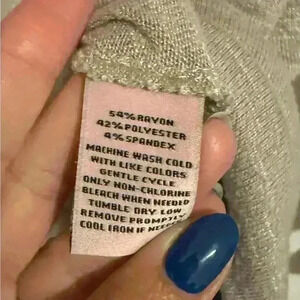 54% RAYON
42% POLYESTER
4% SPANDEX
MACHINE WASH COLD
WITH LIKE COLORS
GENTLE CYCLE
ONLY NON-CHLORINE
BLEACH WHEN NEEDED
TUMBLE DRY. LOW
REMOVE PROMPTLY
COOL IRON IF